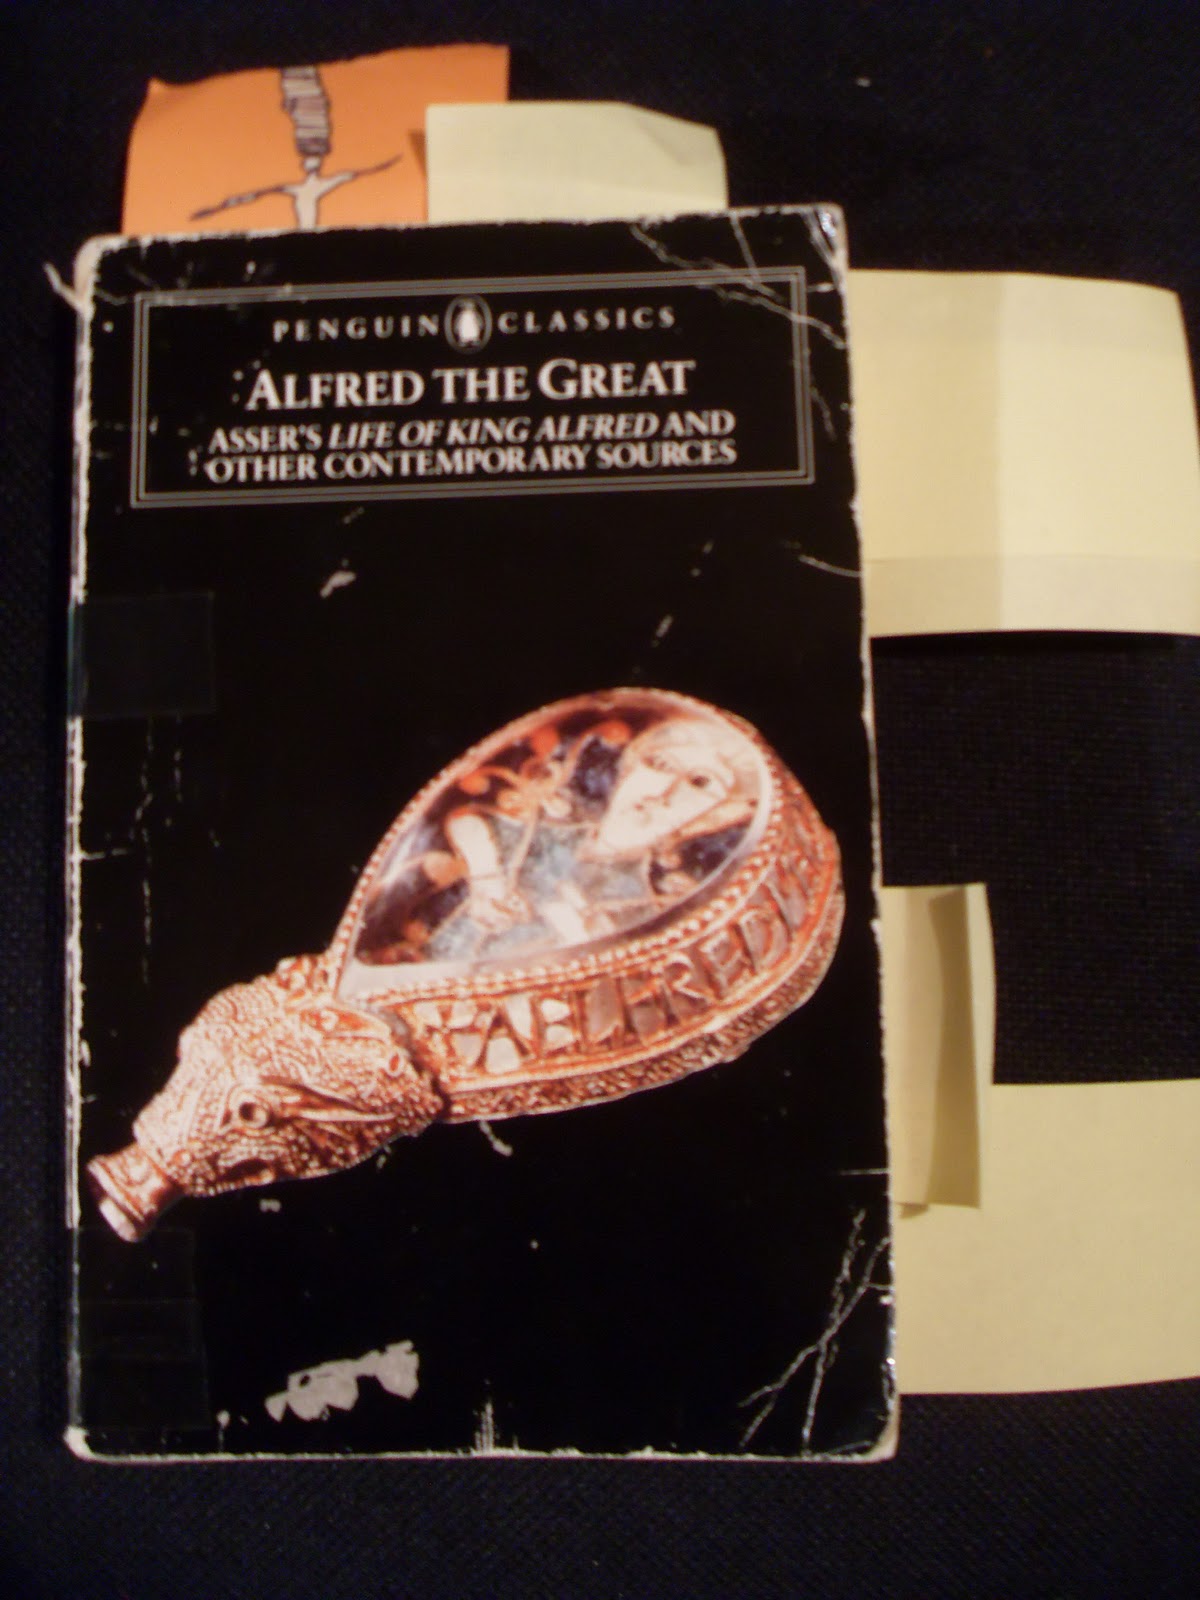 PENGUIN CLASSICS
ALFRED THE GREAT
ASSER'S LIFE OF KING ALFRED AND
OTHER CONTEMPORARY SOURCES
+AELFRED